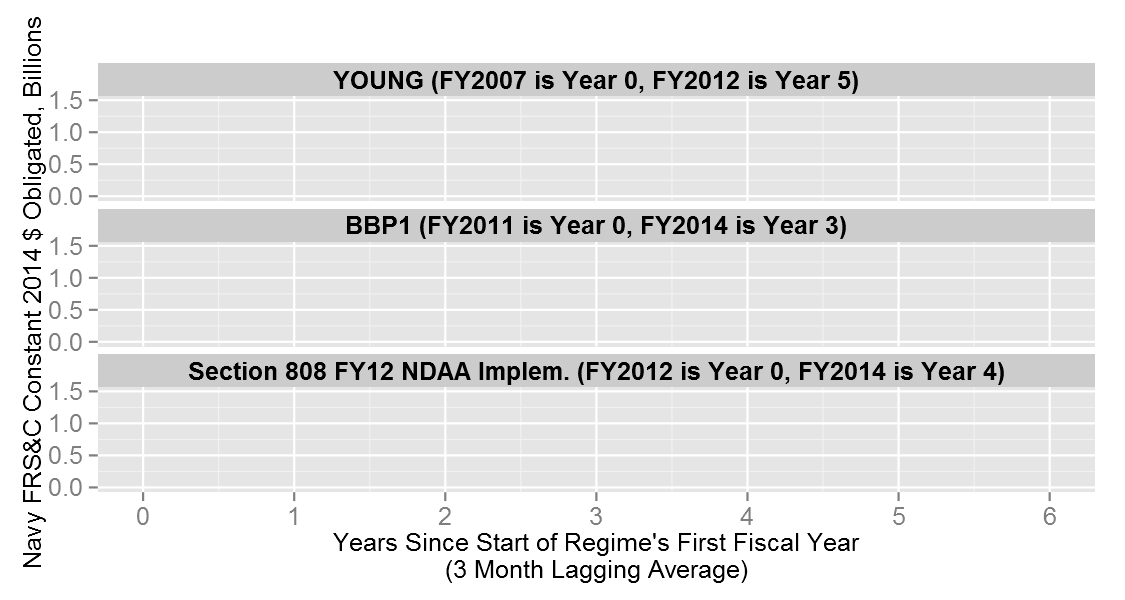 Navy FRS&C Constant 2014 $ Obligated, Billions
YOUNG (FY2007 is Year 0, FY2012 is Year 5)
1.5
1.0
0.5
0.0
BBP1 (FY2011 is Year 0, FY2014 is Year 3)
1.5
1.0
0.5
0.0
Section 808 FY12 NDAA Implem. (FY2012 is Year 0, FY2014 is Year 4)
1.5
1.0
0.5
0.0
0 1 2 3 4 5 6
Years Since Start of Regime's First Fiscal Year
(3 Month Lagging Average)